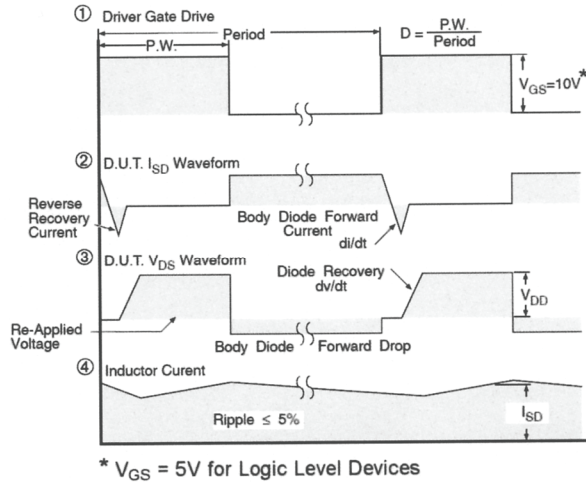 ① Driver Gate Drive
P.W.
Period
D = P.W. / Period
V_GS=10V*
② D.U.T. I_SD Waveform
Reverse
Recovery
Current
Body Diode Forward
Current
di/dt
③ D.U.T. V_DS Waveform
Diode Recovery
dv/dt
V_DD
Re-Applied
Voltage
Body Diode Forward Drop
④ Inductor Curent
Ripple ≤ 5%
I_SD
* V_GS = 5V for Logic Level Devices